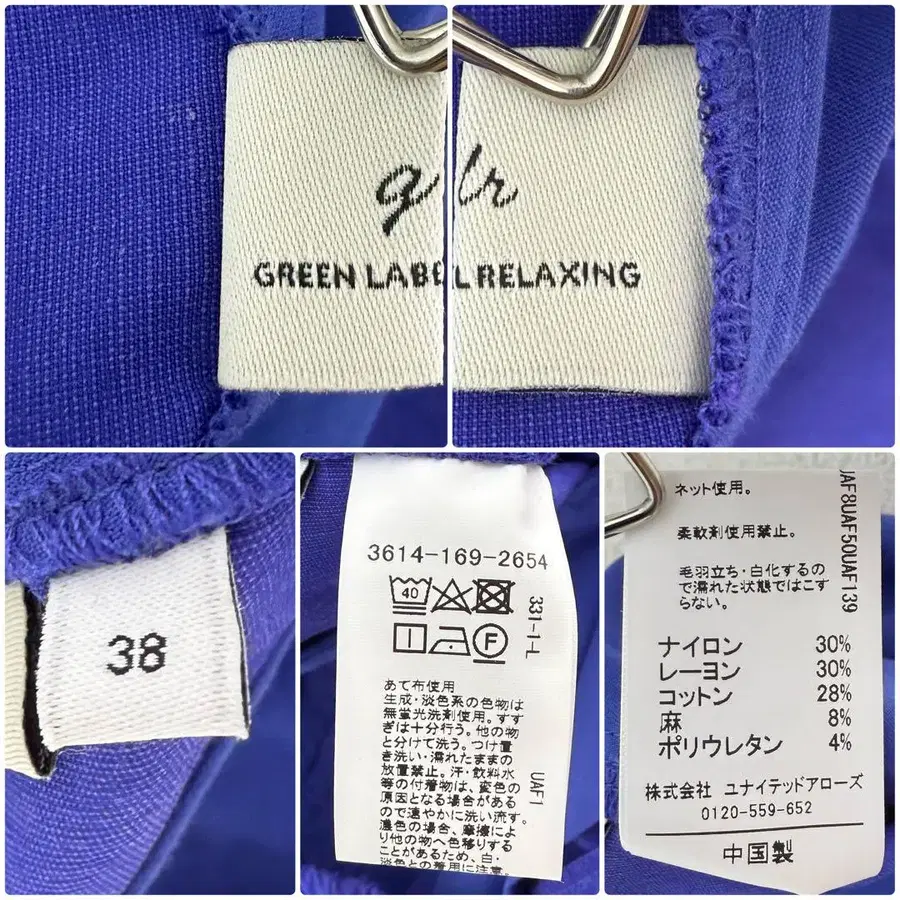 glr
GREEN LABEL RELAXING
38
3614-169-2654
40
F
331-1-L
あて布使用
生成・淡色系の色物は
無蛍光洗剤使用。すす
ぎは十分行う。他の物
と分けて洗う。つけ置
き洗い・濡れたままの
放置禁止。汗・飲料水
等の付着物は、変色の
原因となる場合がある
ので速やかに洗い流す。
濃色の場合、摩擦によ
り他の物へ色移りする
ことがあるため、白・
淡色との着用に注意。
UAF1
ネット使用。
柔軟剤使用禁止。
毛羽立ち・白化するの
で濡れた状態ではこす
らない。
UAF8UAF50UAF139
ナイロン 30%
レーヨン 30%
コットン 28%
麻 8%
ポリウレタン 4%
株式会社 ユナイテッドアローズ
0120-559-652
中国製